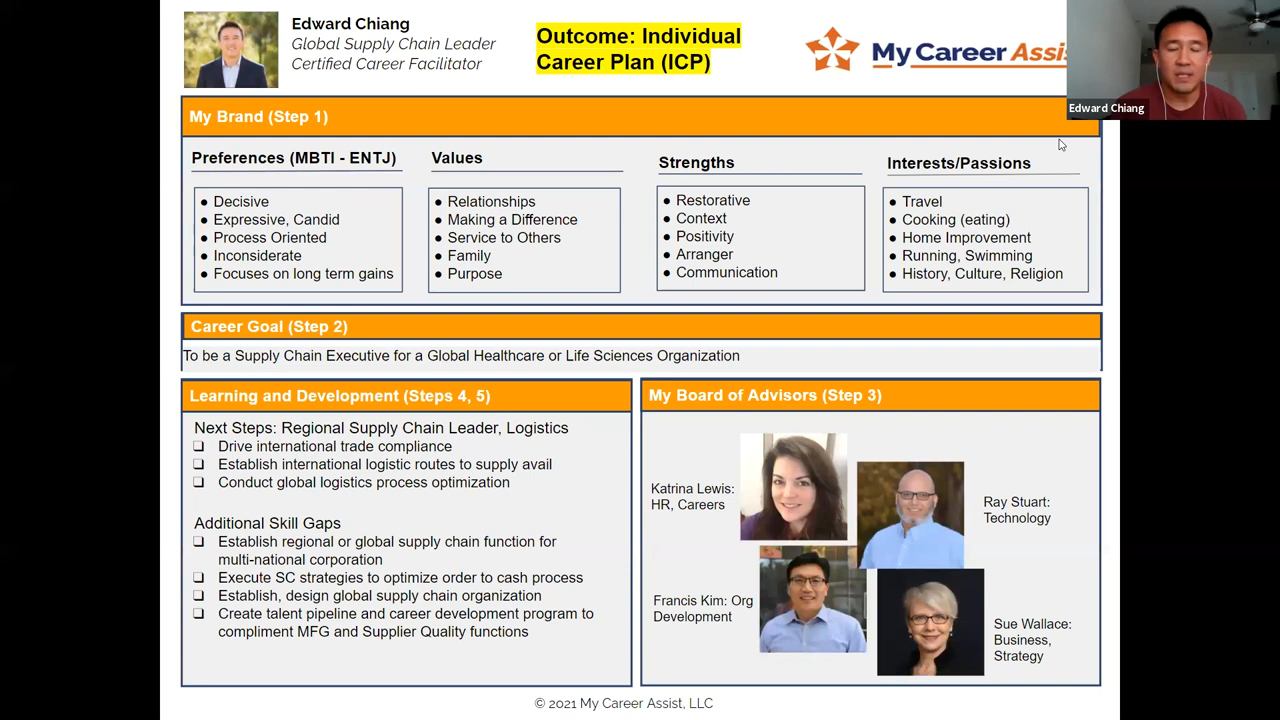 Edward Chiang
Global Supply Chain Leader
Certified Career Facilitator
Outcome: Individual
Career Plan (ICP)
My Career Assis
Edward Chiang
My Brand (Step 1)
Preferences (MBTI - ENTJ)
● Decisive
● Expressive, Candid
● Process Oriented
● Inconsiderate
● Focuses on long term gains
Values
● Relationships
● Making a Difference
● Service to Others
● Family
● Purpose
Strengths
● Restorative
● Context
● Positivity
● Arranger
● Communication
Interests/Passions
● Travel
● Cooking (eating)
● Home Improvement
● Running, Swimming
● History, Culture, Religion
Career Goal (Step 2)
To be a Supply Chain Executive for a Global Healthcare or Life Sciences Organization
Learning and Development (Steps 4, 5)
Next Steps: Regional Supply Chain Leader, Logistics
❏ Drive international trade compliance
❏ Establish international logistic routes to supply avail
❏ Conduct global logistics process optimization
Additional Skill Gaps
❏ Establish regional or global supply chain function for
multi-national corporation
❏ Execute SC strategies to optimize order to cash process
❏ Establish, design global supply chain organization
❏ Create talent pipeline and career development program to
compliment MFG and Supplier Quality functions
My Board of Advisors (Step 3)
Katrina Lewis:
HR, Careers
Ray Stuart:
Technology
Francis Kim: Org
Development
Sue Wallace:
Business,
Strategy
© 2021 My Career Assist, LLC